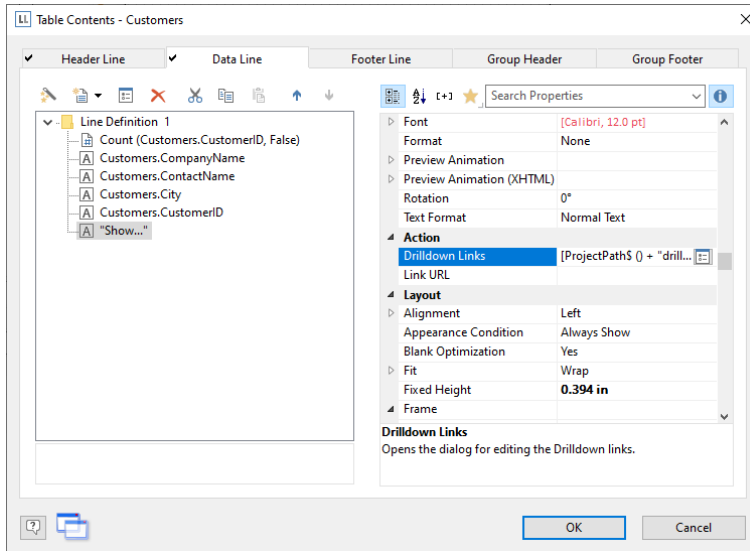 LL Table Contents - Customers
Header Line Data Line Footer Line Group Header Group Footer
Line Definition 1
Count (Customers.CustomerID, False)
A Customers.CompanyName
A Customers.ContactName
A Customers.City
A Customers.CustomerID
A "Show..."
Search Properties
Font [Calibri, 12.0 pt]
Format None
Preview Animation
Preview Animation (XHTML)
Rotation 0°
Text Format Normal Text
Action
Drilldown Links [ProjectPath$ () + "drill...
Link URL
Layout
Alignment Left
Appearance Condition Always Show
Blank Optimization Yes
Fit Wrap
Fixed Height 0.394 in
Frame
Drilldown Links
Opens the dialog for editing the Drilldown links.
OK Cancel